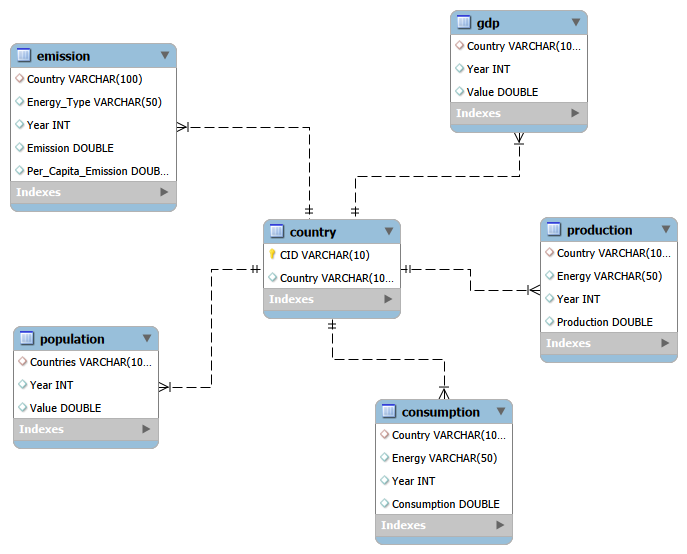 emission
Country VARCHAR(100)
Energy_Type VARCHAR(50)
Year INT
Emission DOUBLE
Per_Capita_Emission DOUB...
Indexes
gdp
Country VARCHAR(10...
Year INT
Value DOUBLE
Indexes
country
CID VARCHAR(10)
Country VARCHAR(10...
Indexes
production
Country VARCHAR(10...
Energy VARCHAR(50)
Year INT
Production DOUBLE
Indexes
population
Countries VARCHAR(10...
Year INT
Value DOUBLE
Indexes
consumption
Country VARCHAR(10...
Energy VARCHAR(50)
Year INT
Consumption DOUBLE
Indexes